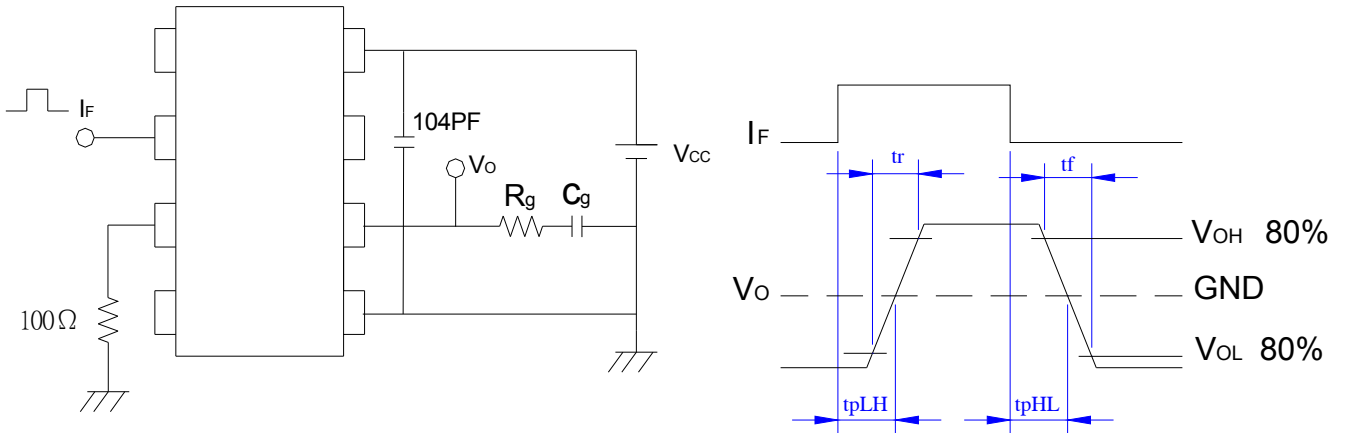 IF
104PF
VO
VCC
Rg
Cg
100Ω
IF
tr
tf
VOH 80%
VO
GND
VOL 80%
tpLH
tpHL